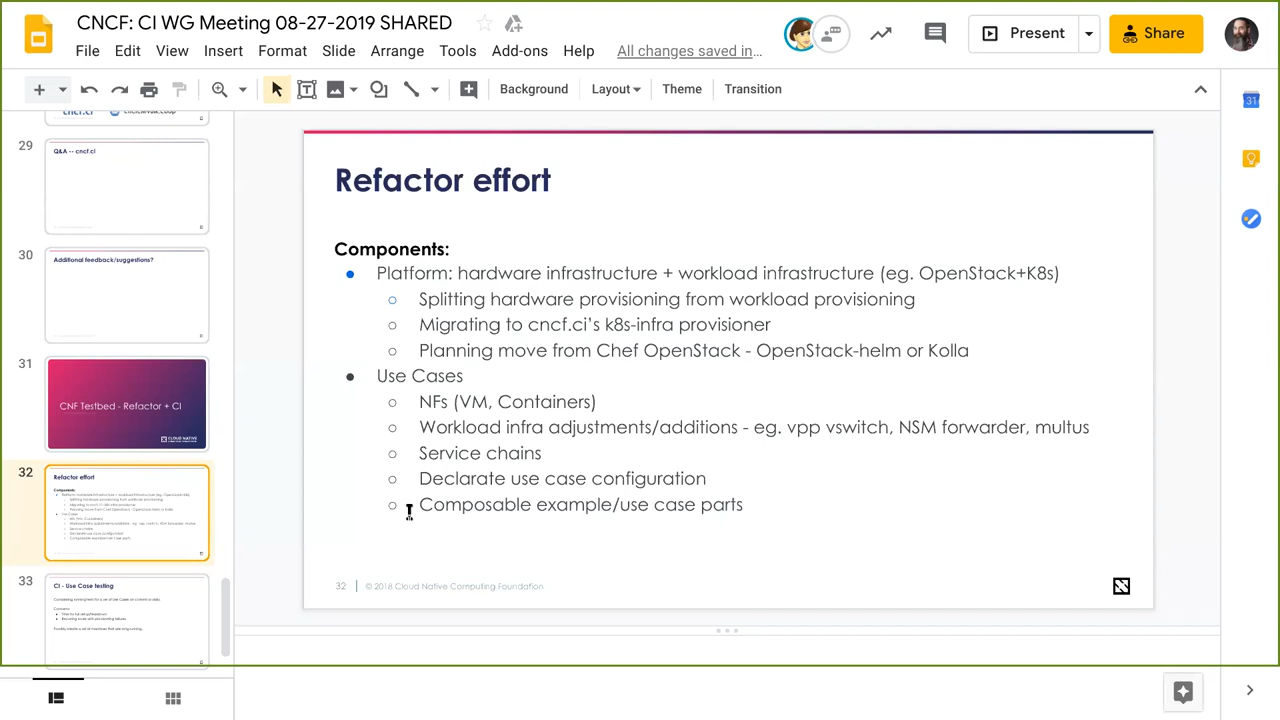 CNCF: CI WG Meeting 08-27-2019 SHARED
File Edit View Insert Format Slide Arrange Tools Add-ons Help All changes saved in…
Present
Share
Background Layout Theme Transition
31
29
Q&A -- cncf.ci
30
Additional feedback/suggestions?
31
CNF Testbed - Refactor + CI
CLOUD NATIVE
32
Refactor effort
33
CI - Use Case testing
Refactor effort
Components:
Platform: hardware infrastructure + workload infrastructure (eg. OpenStack+K8s)
Splitting hardware provisioning from workload provisioning
Migrating to cncf.ci's k8s-infra provisioner
Planning move from Chef OpenStack - OpenStack-helm or Kolla
Use Cases
NFs (VM, Containers)
Workload infra adjustments/additions - eg. vpp vswitch, NSM forwarder, multus
Service chains
Declarate use case configuration
Composable example/use case parts
32
© 2018 Cloud Native Computing Foundation